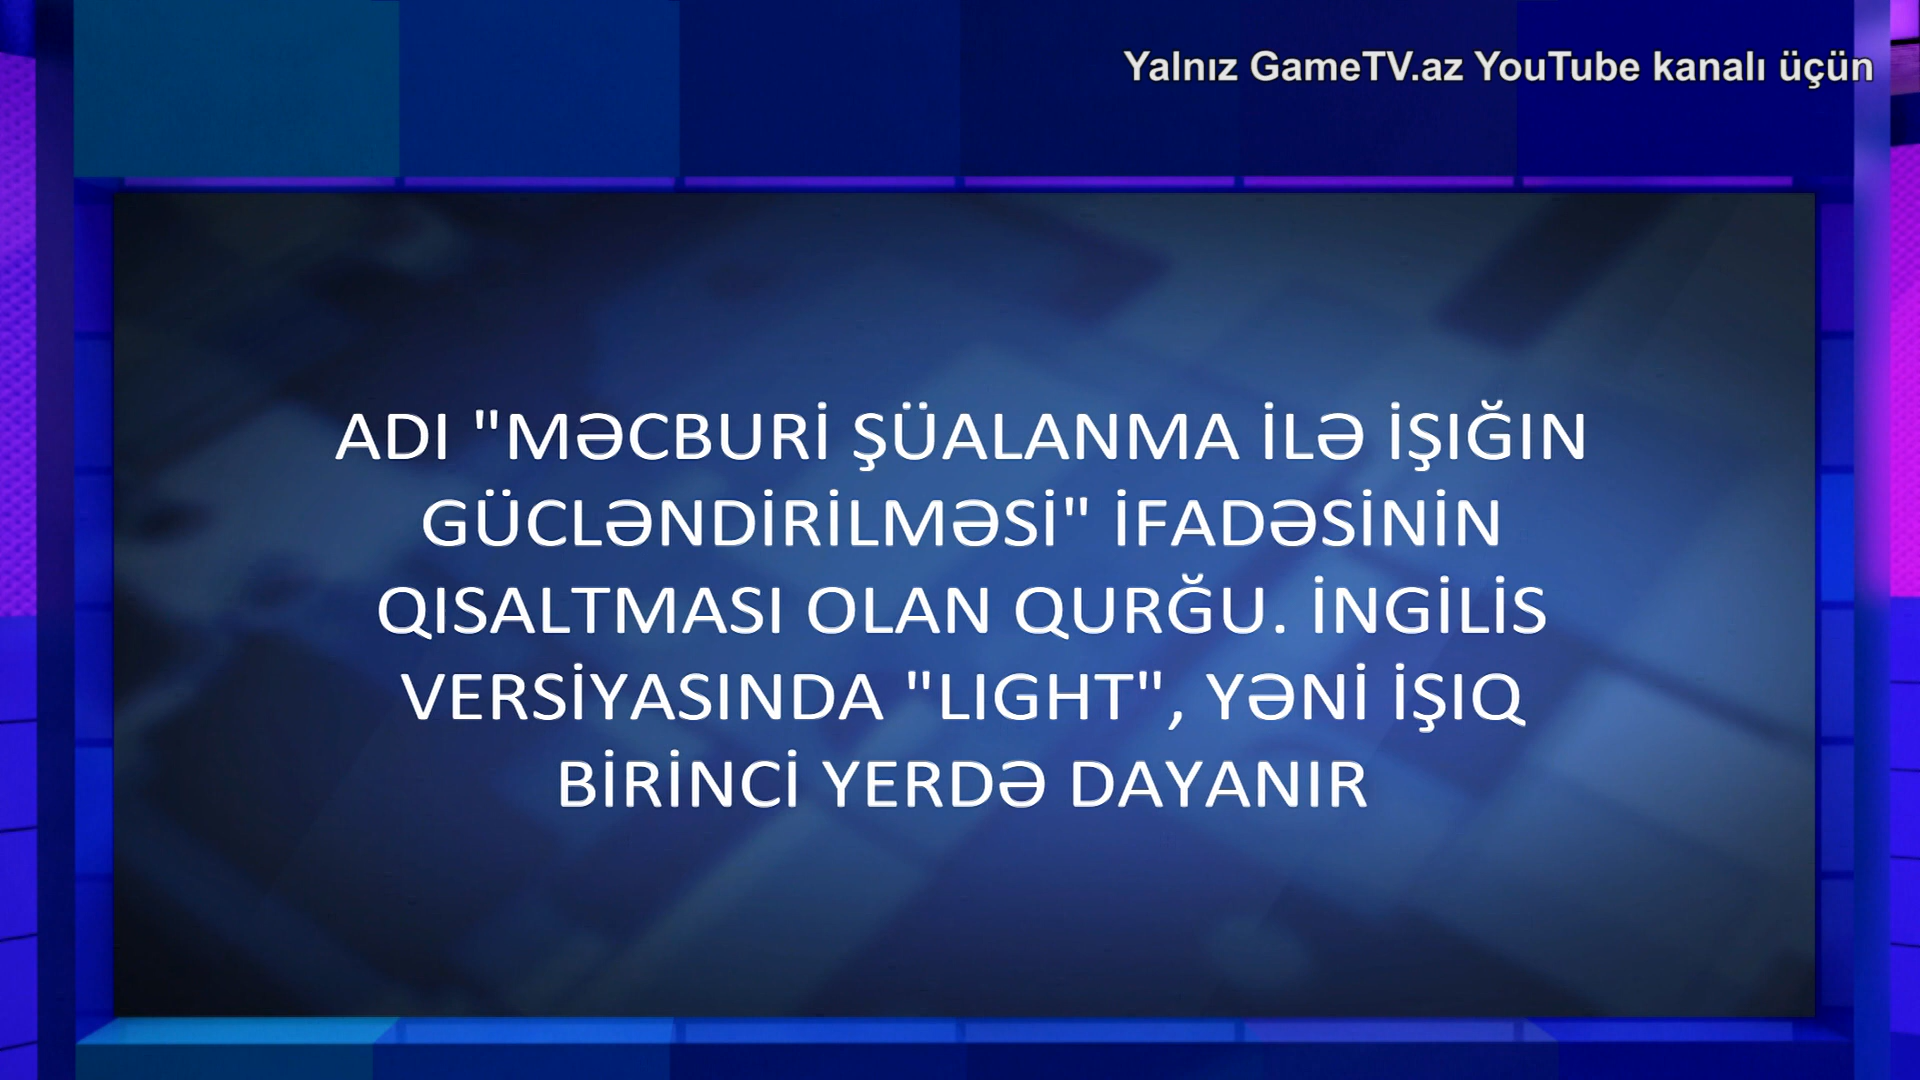 Yalnız GameTV.az YouTube kanalı üçün
ADI "MƏCBURİ ŞÜALANMA İLƏ İŞIĞIN
GÜCLƏNDİRİLMƏSİ" İFADƏSİNİN
QISALTMASI OLAN QURĞU. İNGİLİS
VERSİYASINDA "LIGHT", YƏNİ İŞIQ
BİRİNCİ YERDƏ DAYANIR